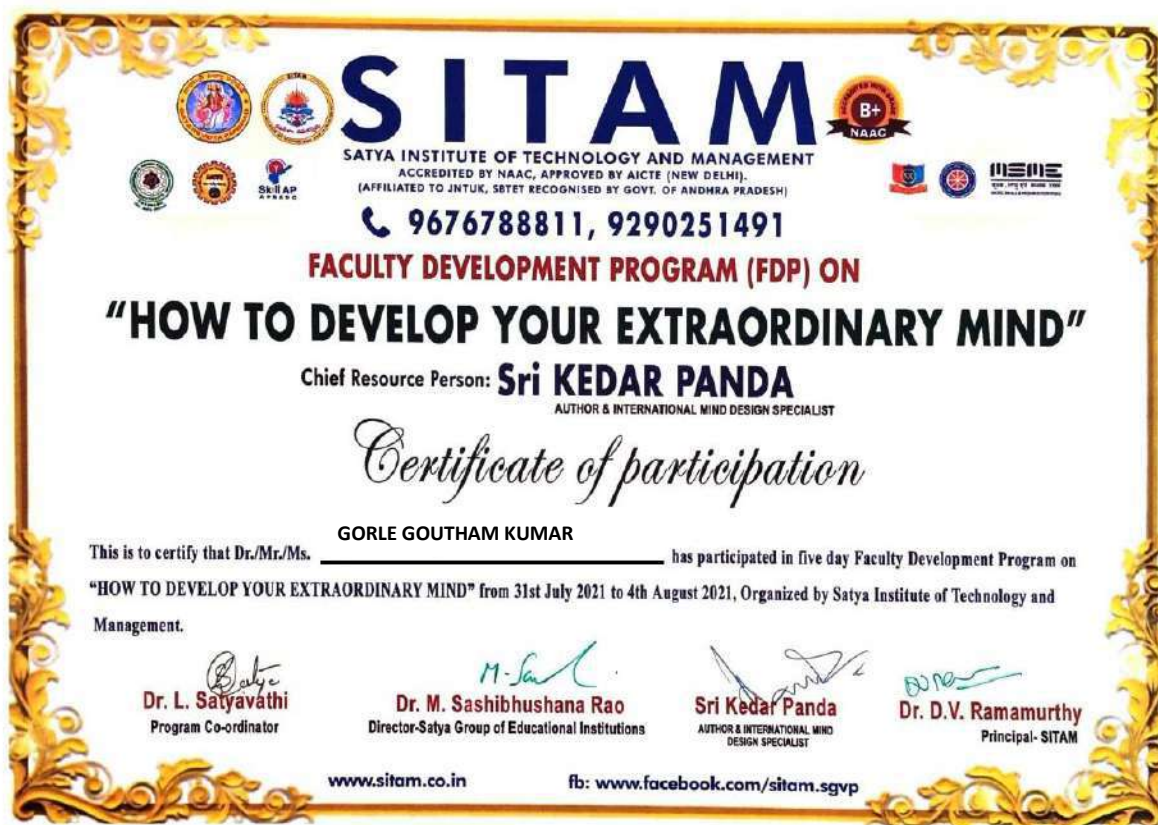 SITAM
SITAM
B+
NAAC
SATYA INSTITUTE OF TECHNOLOGY AND MANAGEMENT
ACCREDITED BY NAAC, APPROVED BY AICTE (NEW DELHI).
(AFFILIATED TO JNTUK, SBTET RECOGNISED BY GOVT. OF ANDHRA PRADESH)
Skill AP
MSME
9676788811, 9290251491
FACULTY DEVELOPMENT PROGRAM (FDP) ON
"HOW TO DEVELOP YOUR EXTRAORDINARY MIND"
Chief Resource Person: Sri KEDAR PANDA
AUTHOR & INTERNATIONAL MIND DESIGN SPECIALIST
Certificate of participation
GORLE GOUTHAM KUMAR
This is to certify that Dr./Mr./Ms. has participated in five day Faculty Development Program on
"HOW TO DEVELOP YOUR EXTRAORDINARY MIND" from 31st July 2021 to 4th August 2021, Organized by Satya Institute of Technology and
Management.
Dr. L. Satyavathi
Program Co-ordinator
Dr. M. Sashibhushana Rao
Director-Satya Group of Educational Institutions
Sri Kedar Panda
AUTHOR & INTERNATIONAL MIND
DESIGN SPECIALIST
Dr. D.V. Ramamurthy
Principal- SITAM
www.sitam.co.in
fb: www.facebook.com/sitam.sgvp